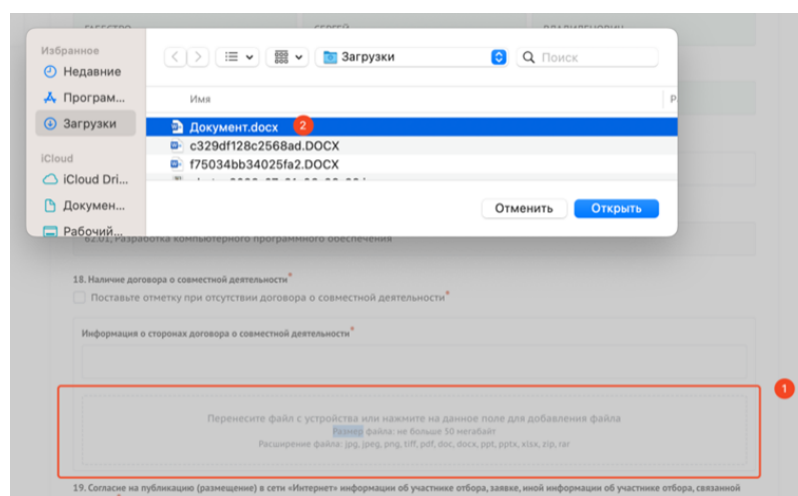 СЕРГЕЙ
Избранное
Недавние
Програм...
Загрузки
iCloud
iCloud Dri...
Докумен...
Рабочий...
Загрузки
Поиск
Имя
Р
Документ.docx
2
c329df128c2568ad.DOCX
f75034bb34025fa2.DOCX
Отменить
Открыть
62.01, Разработка компьютерного программного обеспечения
18. Наличие договора о совместной деятельности*
Поставьте отметку при отсутствии договора о совместной деятельности*
Информация о сторонах договора о совместной деятельности*
1
Перенесите файл с устройства или нажмите на данное поле для добавления файла
Размер файла: не больше 50 мегабайт
Расширение файла: jpg, jpeg, png, tiff, pdf, doc, docx, ppt, pptx, xlsx, zip, rar
19. Согласие на публикацию (размещение) в сети «Интернет» информации об участнике отбора, заявке, иной информации об участнике отбора, связанной